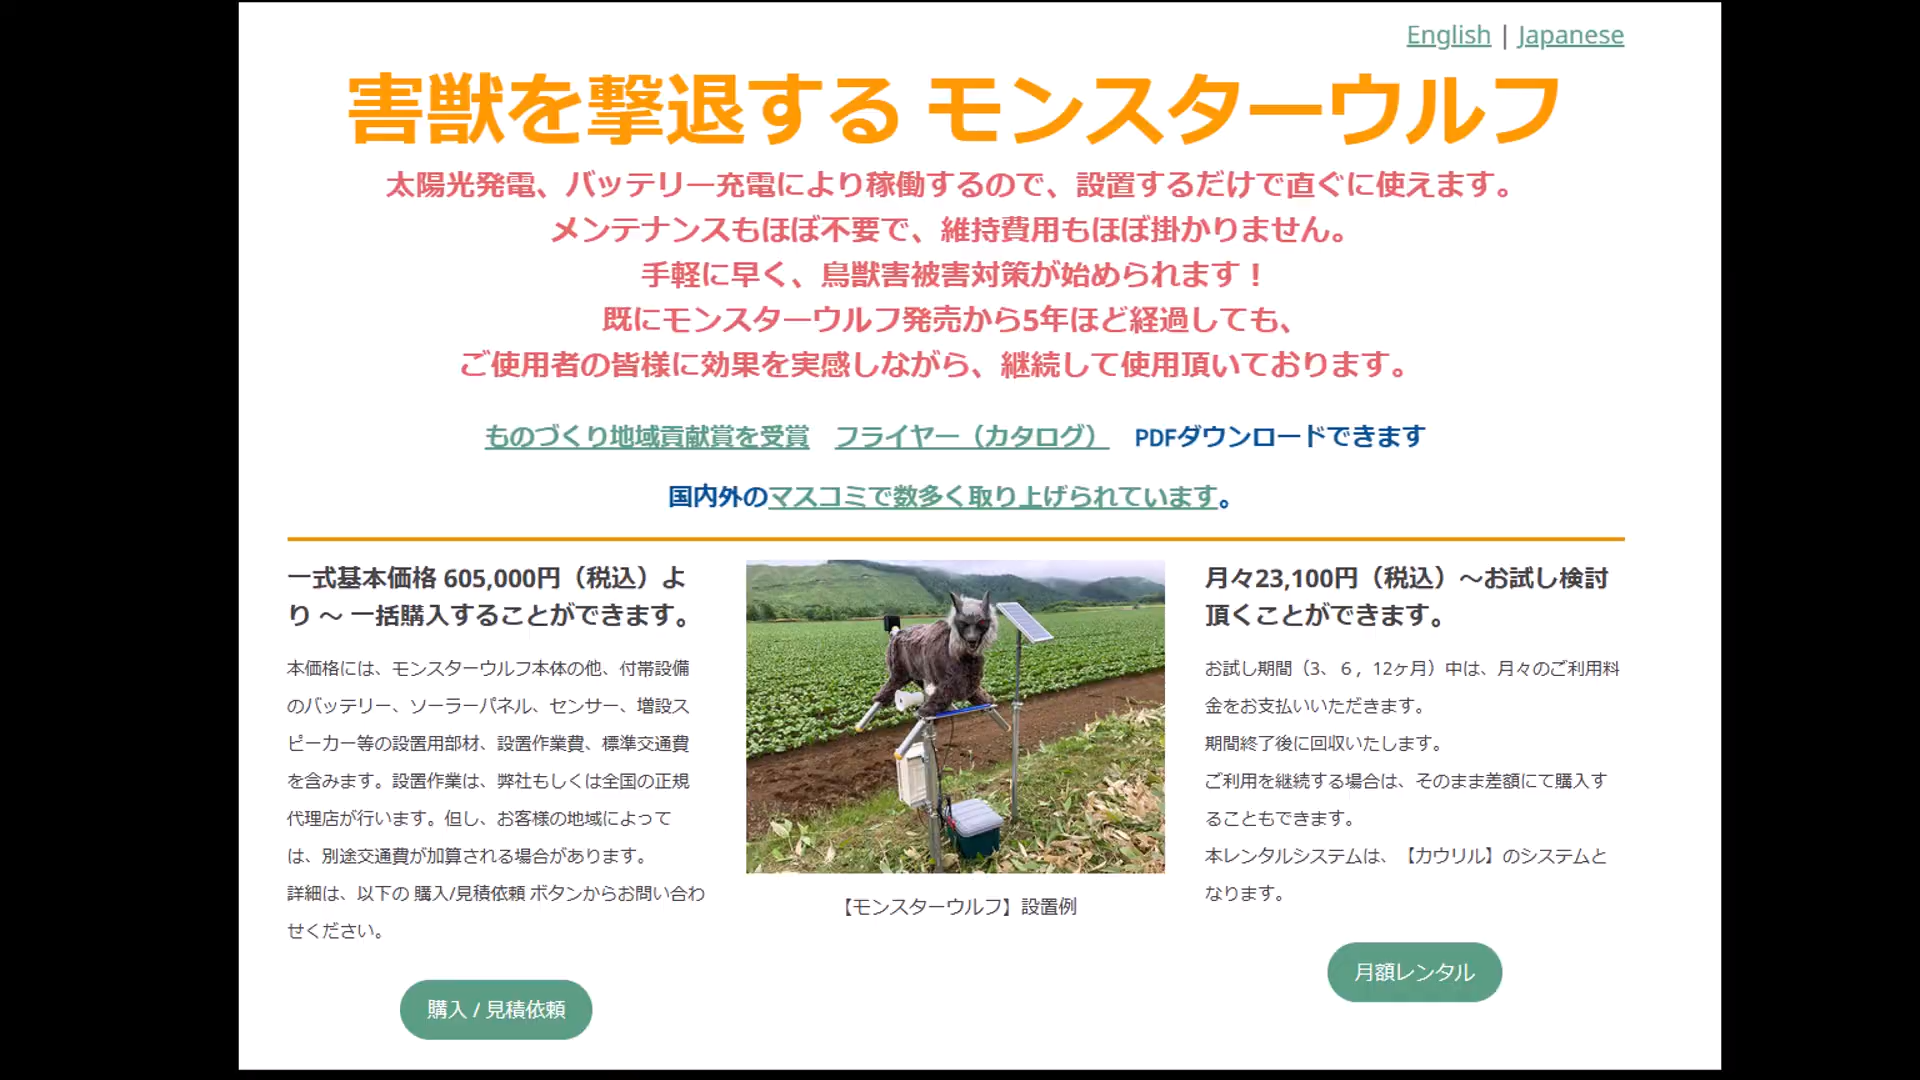 English | Japanese
害獣を撃退する モンスターウルフ
太陽光発電、バッテリー充電により稼働するので、設置するだけで直ぐに使えます。
メンテナンスもほぼ不要で、維持費用もほぼ掛かりません。
手軽に早く、鳥獣害被害対策が始められます！
既にモンスターウルフ発売から5年ほど経過しても、
ご使用者の皆様に効果を実感しながら、継続して使用頂いております。
ものづくり地域貢献賞を受賞　フライヤー（カタログ）　PDFダウンロードできます
国内外のマスコミで数多く取り上げられています。
一式基本価格 605,000円（税込）よ
り ～ 一括購入することができます。
本価格には、モンスターウルフ本体の他、付帯設備
のバッテリー、ソーラーパネル、センサー、増設ス
ピーカー等の設置用部材、設置作業費、標準交通費
を含みます。設置作業は、弊社もしくは全国の正規
代理店が行います。但し、お客様の地域によって
は、別途交通費が加算される場合があります。
詳細は、以下の 購入/見積依頼 ボタンからお問い合わ
せください。
購入 / 見積依頼
【モンスターウルフ】設置例
月々23,100円（税込）～お試し検討
頂くことができます。
お試し期間（3、６，12ヶ月）中は、月々のご利用料
金をお支払いいただきます。
期間終了後に回収いたします。
ご利用を継続する場合は、そのまま差額にて購入す
ることもできます。
本レンタルシステムは、【カウリル】のシステムと
なります。
月額レンタル